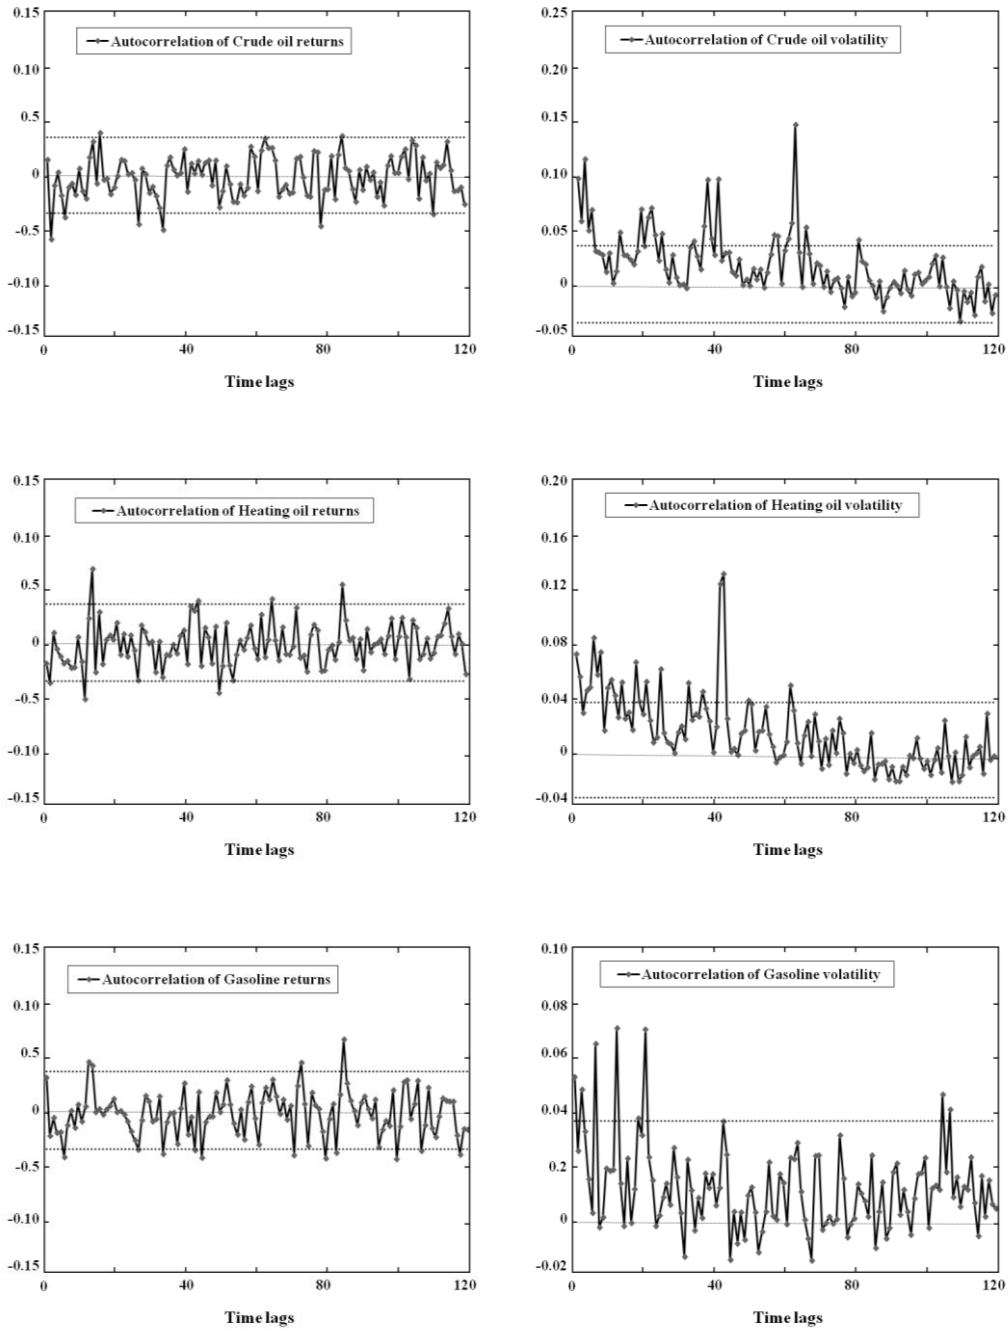 0.15
Autocorrelation of Crude oil returns
0.10
0.5
0
-0.5
-0.10
-0.15
0 40 80 120
Time lags
0.25
Autocorrelation of Crude oil volatility
0.20
0.15
0.10
0.05
0
-0.05
0 40 80 120
Time lags
0.15
Autocorrelation of Heating oil returns
0.10
0.5
0
-0.5
-0.10
-0.15
0 40 80 120
Time lags
0.20
Autocorrelation of Heating oil volatility
0.16
0.12
0.08
0.04
0
-0.04
0 40 80 120
Time lags
0.15
Autocorrelation of Gasoline returns
0.10
0.5
0
-0.5
-0.10
-0.15
0 40 80 120
Time lags
0.10
Autocorrelation of Gasoline volatility
0.08
0.06
0.04
0.2
0
-0.02
0 40 80 120
Time lags